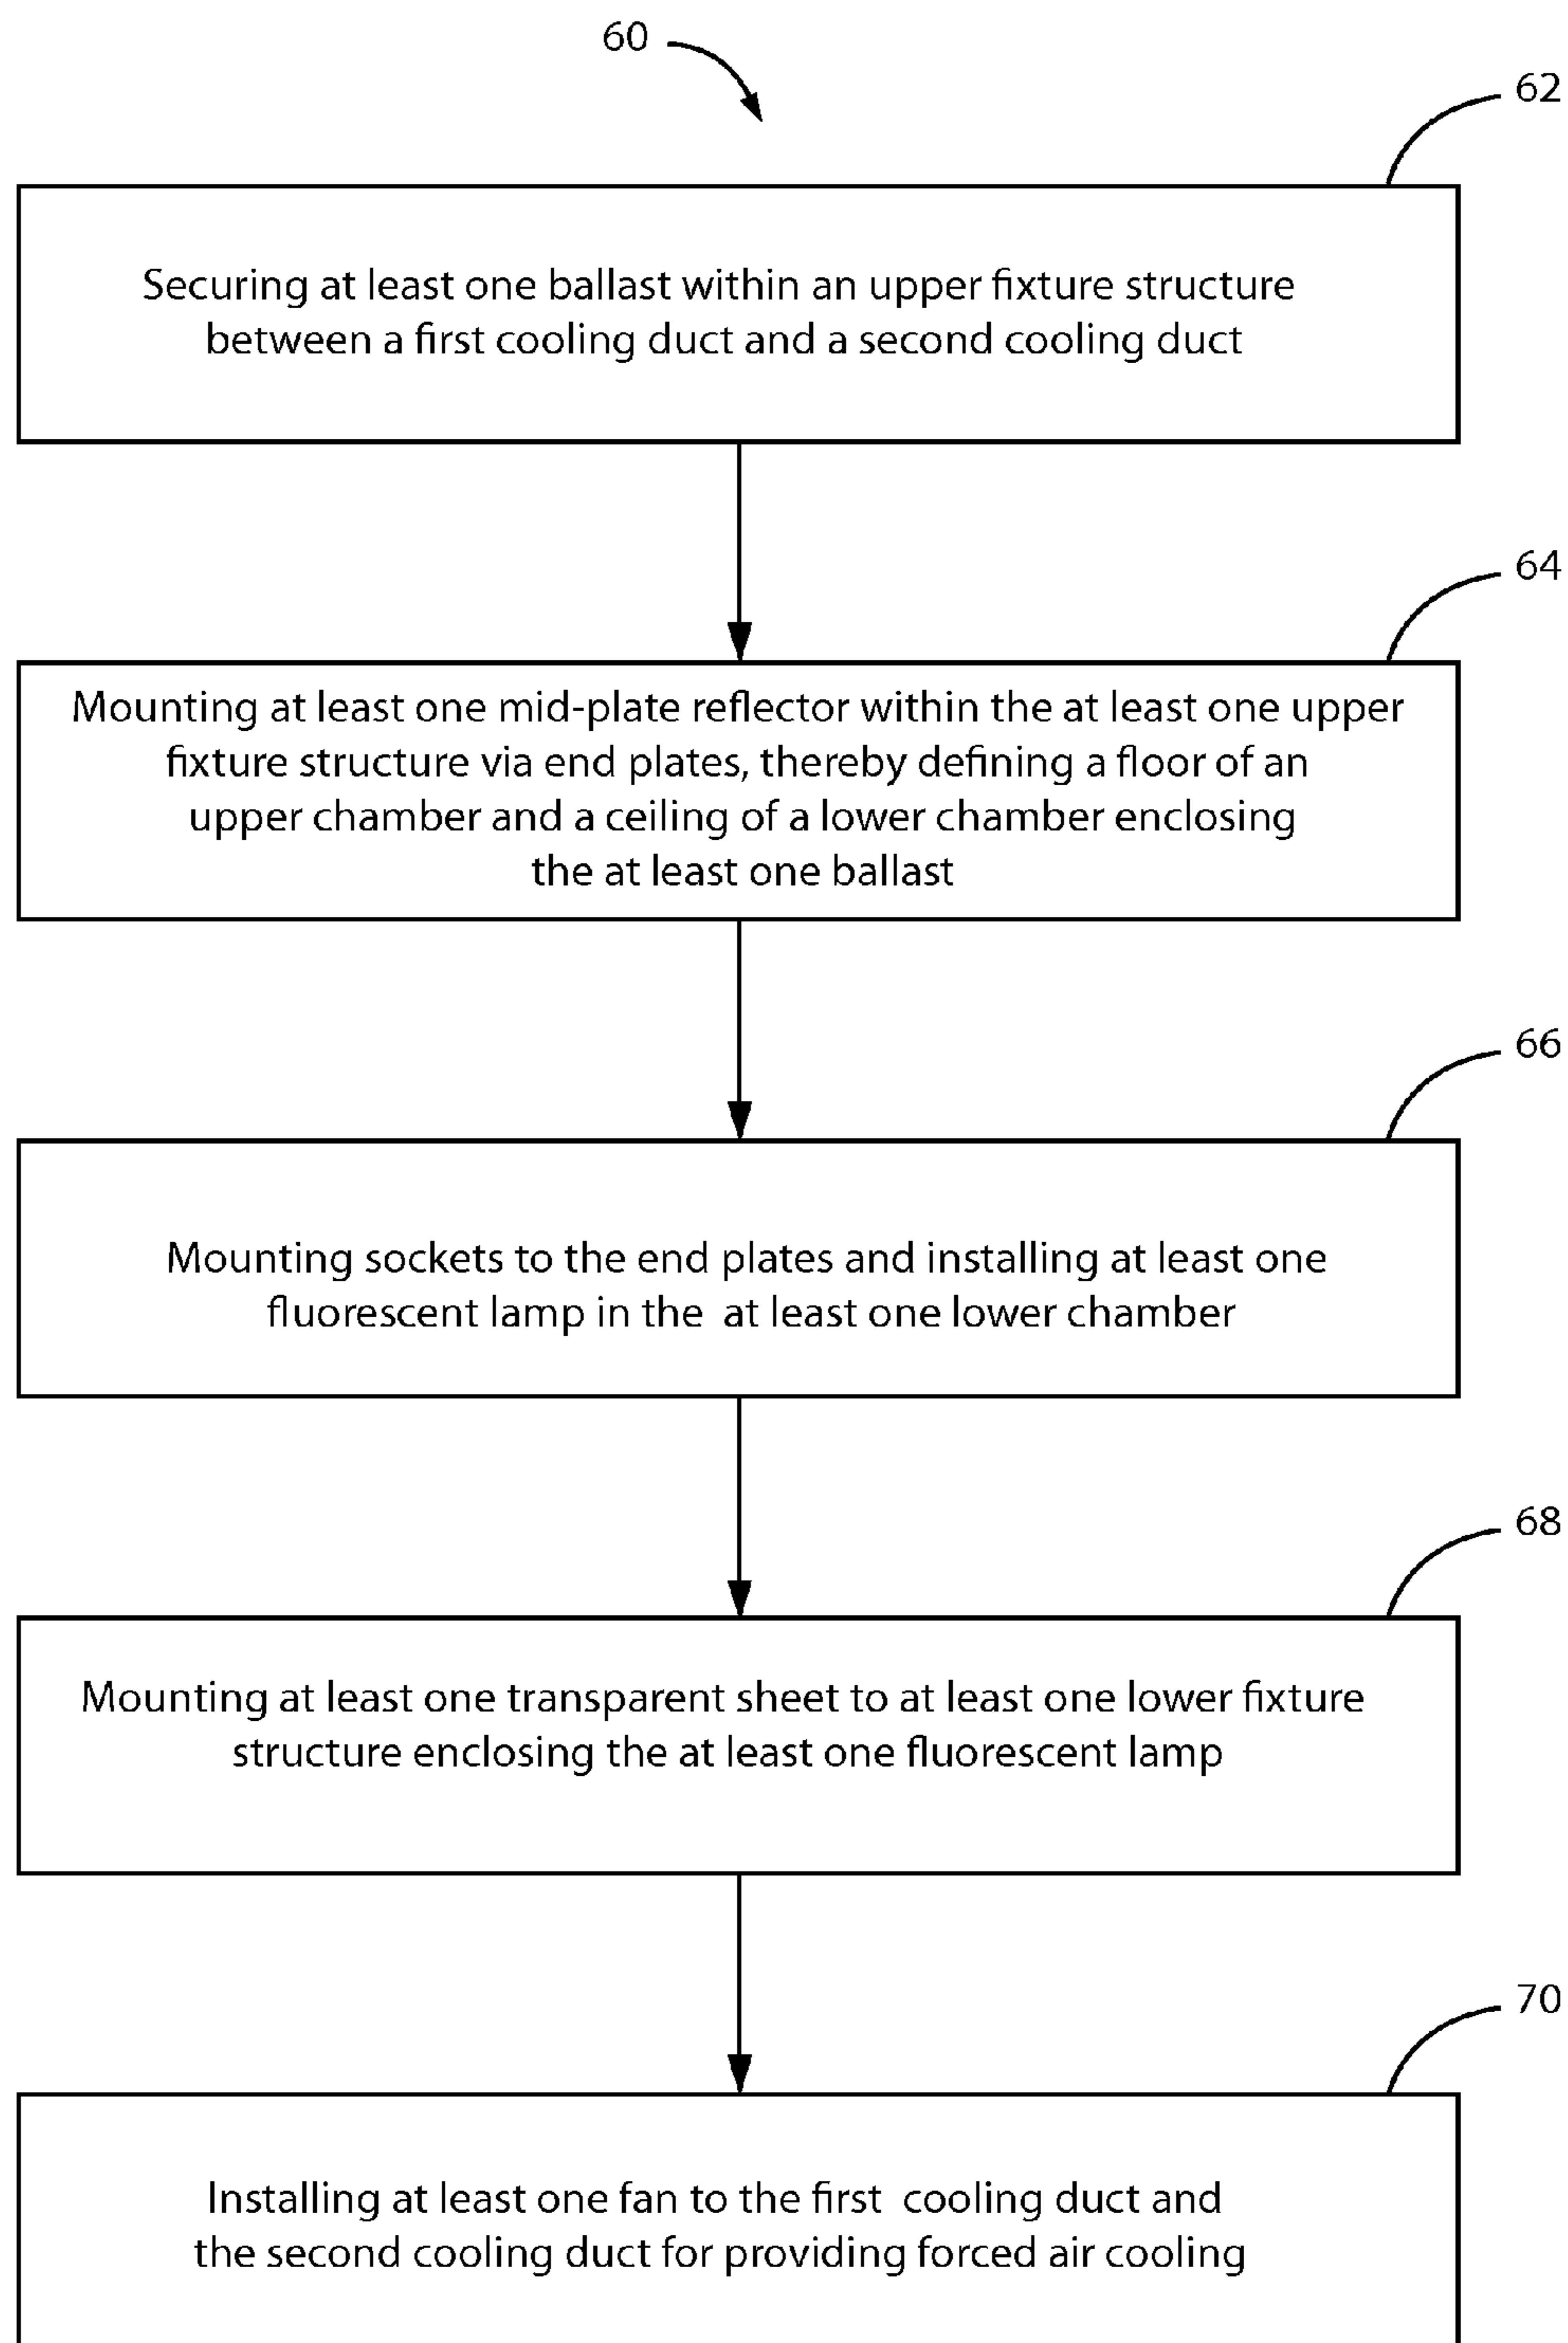 60
62
Securing at least one ballast within an upper fixture structure
between a first cooling duct and a second cooling duct
64
Mounting at least one mid-plate reflector within the at least one upper
fixture structure via end plates, thereby defining a floor of an
upper chamber and a ceiling of a lower chamber enclosing
the at least one ballast
66
Mounting sockets to the end plates and installing at least one
fluorescent lamp in the at least one lower chamber
68
Mounting at least one transparent sheet to at least one lower fixture
structure enclosing the at least one fluorescent lamp
70
Installing at least one fan to the first cooling duct and
the second cooling duct for providing forced air cooling